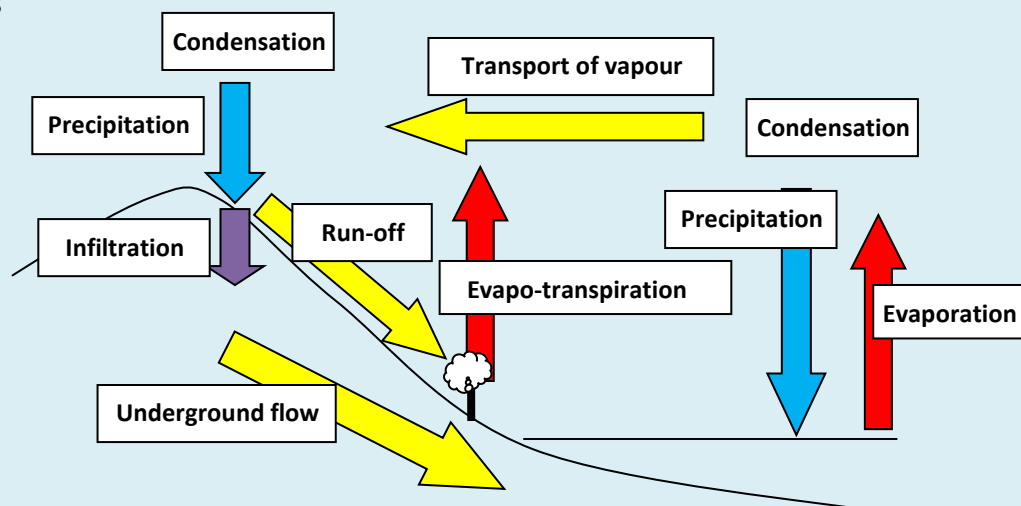 Condensation
Transport of vapour
Precipitation
Condensation
Precipitation
Run-off
Infiltration
Evapo-transpiration
Evaporation
Underground flow